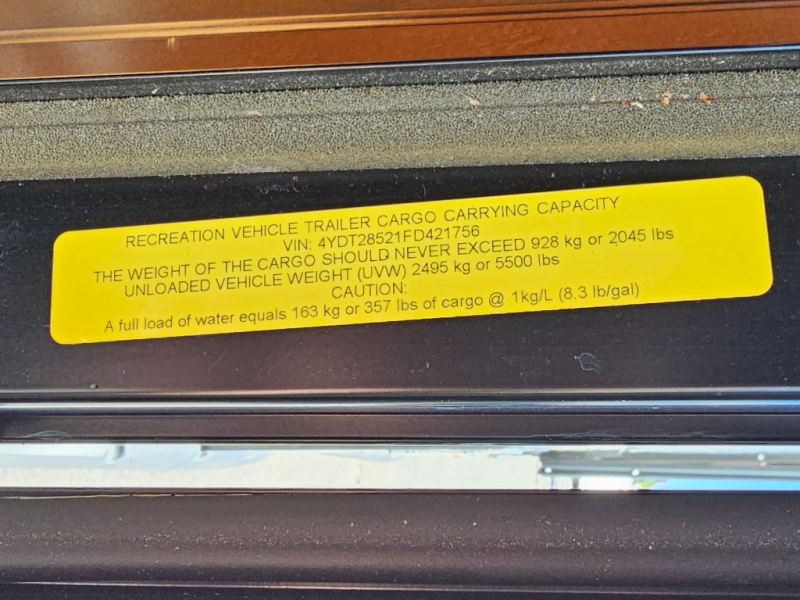 RECREATION VEHICLE TRAILER CARGO CARRYING CAPACITY
VIN: 4YDT28521FD421756
THE WEIGHT OF THE CARGO SHOULD NEVER EXCEED 928 kg or 2045 lbs
UNLOADED VEHICLE WEIGHT (UVW) 2495 kg or 5500 lbs
CAUTION:
A full load of water equals 163 kg or 357 lbs of cargo @ 1kg/L (8.3 lb/gal)